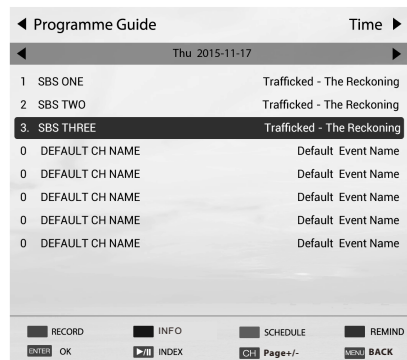 ◀ Programme Guide Time ▶
◀ Thu 2015-11-17 ▶
1 SBS ONE Trafficked - The Reckoning
2 SBS TWO Trafficked - The Reckoning
3. SBS THREE Trafficked - The Reckoning
0 DEFAULT CH NAME Default Event Name
0 DEFAULT CH NAME Default Event Name
0 DEFAULT CH NAME Default Event Name
0 DEFAULT CH NAME Default Event Name
0 DEFAULT CH NAME Default Event Name
RECORD INFO SCHEDULE REMIND
ENTER OK ▶/II INDEX CH Page+/- MENU BACK